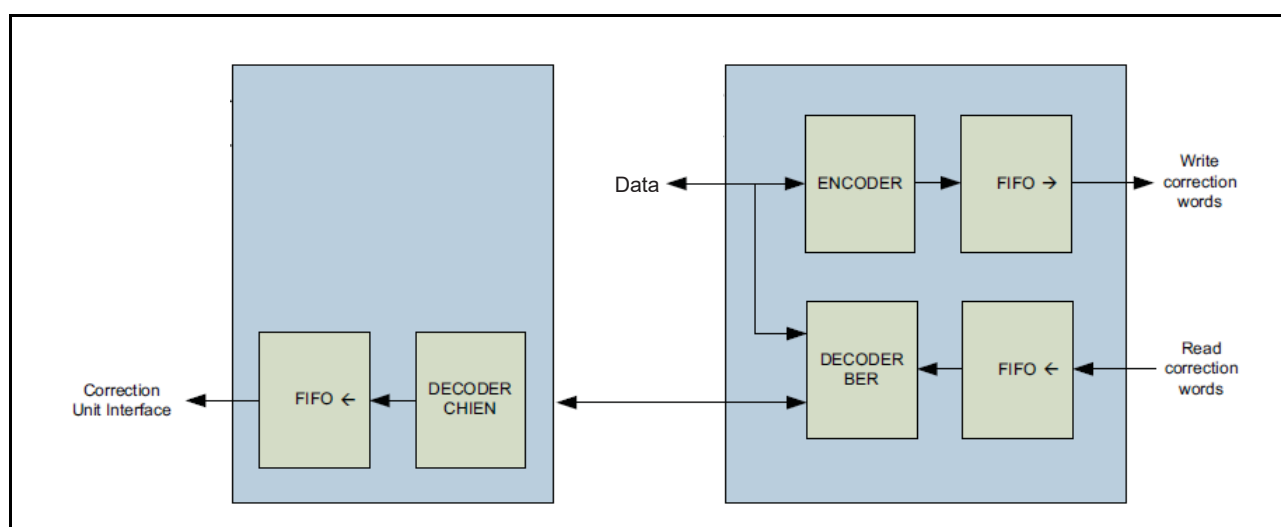 Data
ENCODER
FIFO →
Write
correction
words
DECODER
BER
FIFO ←
Read
correction
words
Correction
Unit Interface
FIFO ←
DECODER
CHIEN